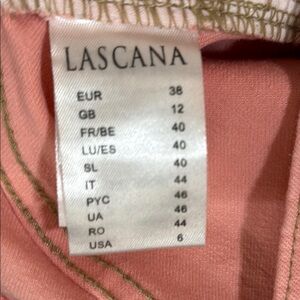 LASCANA
EUR 38
GB 12
FR/BE 40
LU/ES 40
SL 40
IT 44
PYC 46
UA 46
RO 44
USA 6